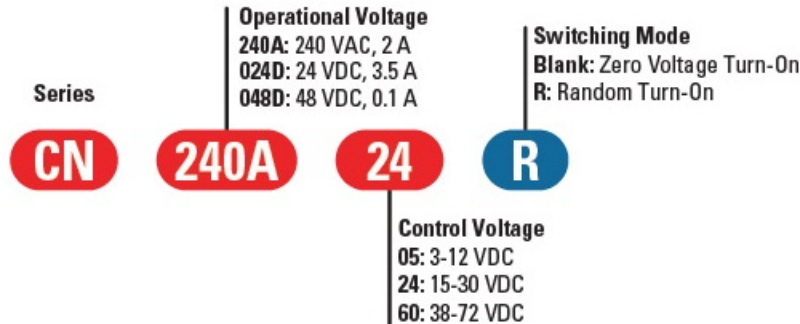 Operational Voltage
240A: 240 VAC, 2 A
024D: 24 VDC, 3.5 A
048D: 48 VDC, 0.1 A
Switching Mode
Blank: Zero Voltage Turn-On
R: Random Turn-On
Series
CN 240A 24 R
Control Voltage
05: 3-12 VDC
24: 15-30 VDC
60: 38-72 VDC